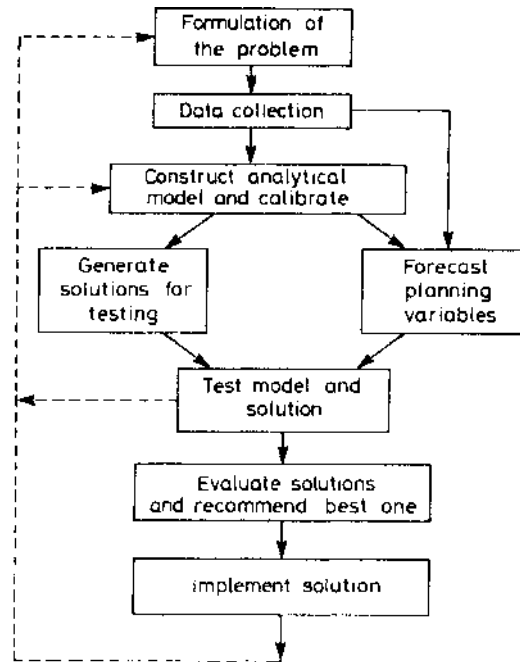 Formulation of
the problem
Data collection
Construct analytical
model and calibrate
Generate
solutions for
testing
Forecast
planning
variables
Test model and
solution
Evaluate solutions
and recommend best one
Implement solution